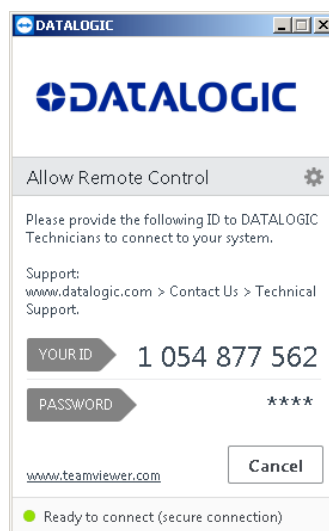 DATALOGIC
DATALOGIC
Allow Remote Control
Please provide the following ID to DATALOGIC
Technicians to connect to your system.
Support:
www.datalogic.com > Contact Us > Technical
Support.
YOUR ID 1 054 877 562
PASSWORD ****
www.teamviewer.com Cancel
Ready to connect (secure connection)